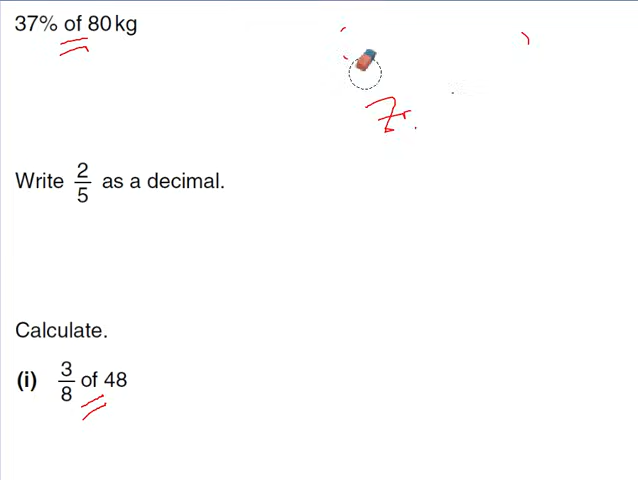 37% of 80 kg
Write 2/5 as a decimal.
Calculate.
(i) 3/8 of 48